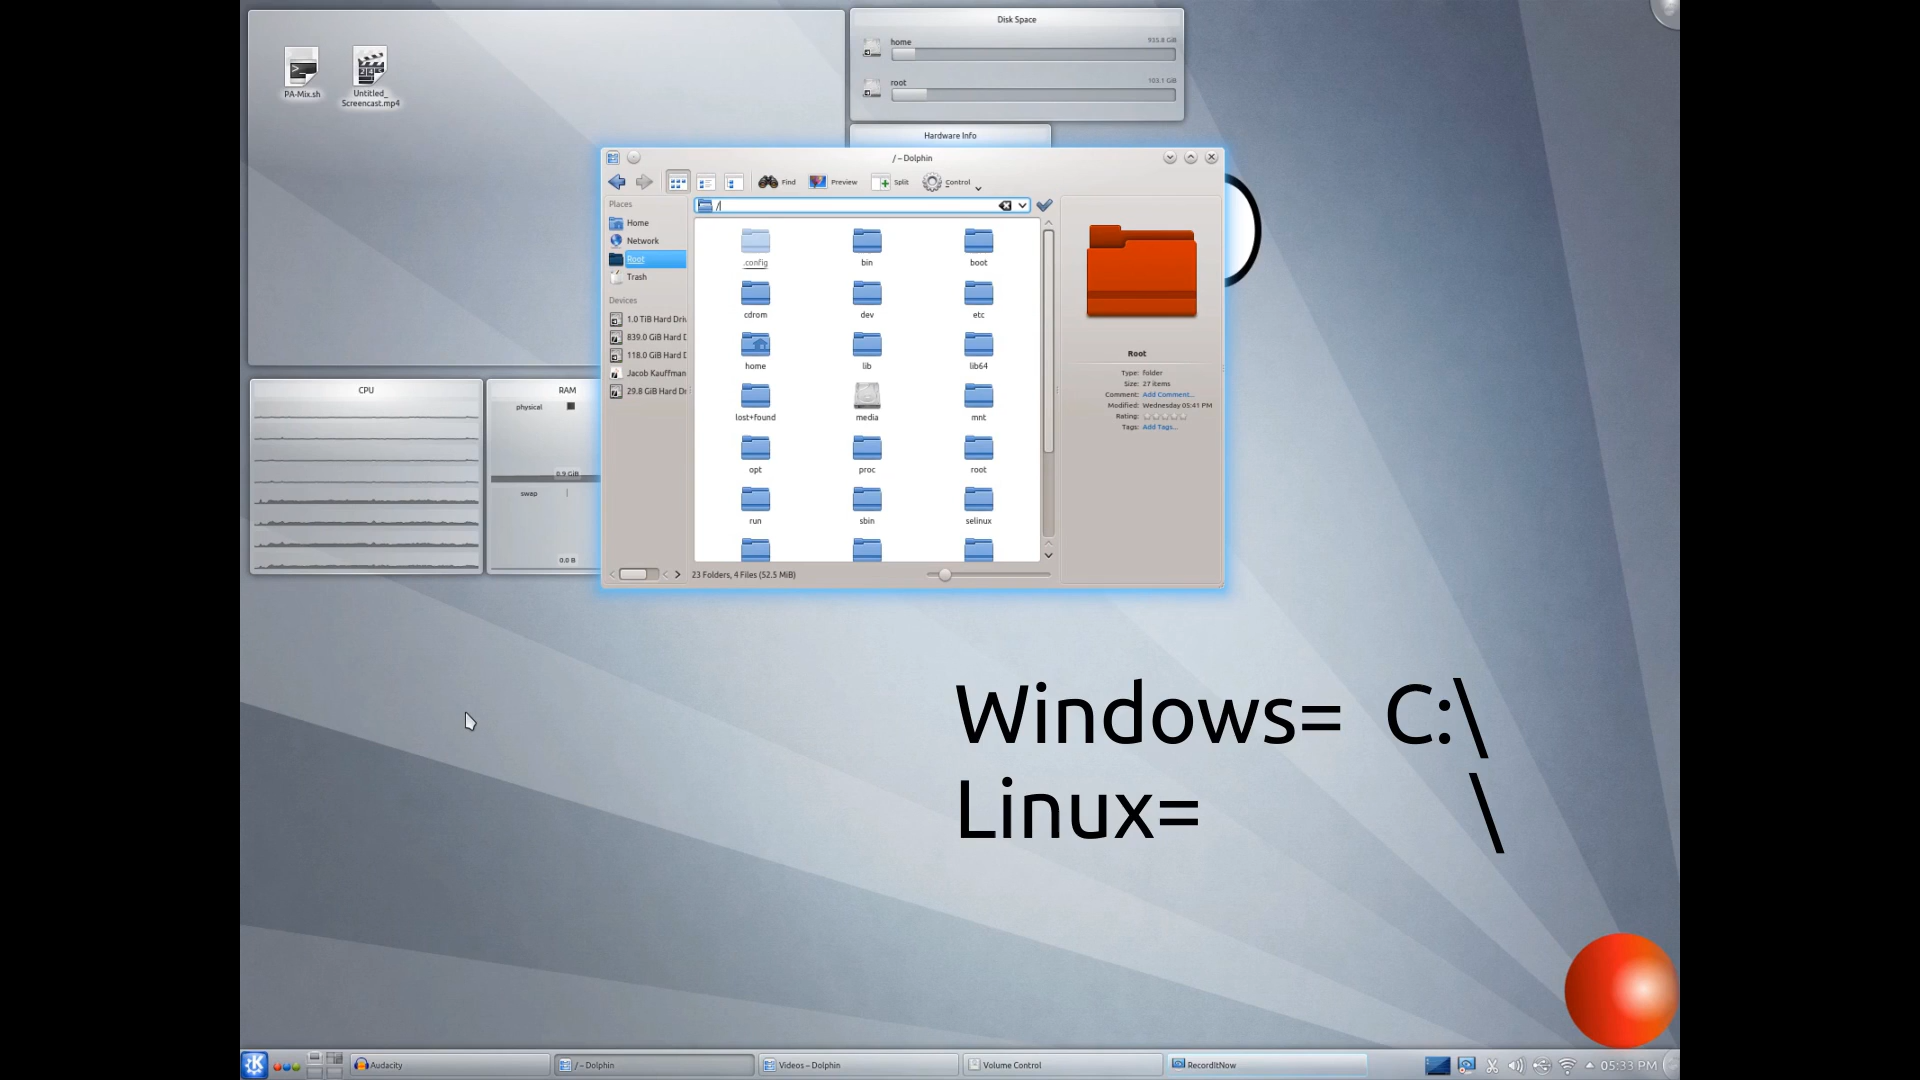 Disk Space
home 935.8 GiB
root 103.1 GiB
PA-Mix.sh
Untitled_
Screencast.mp4
Hardware Info
/ – Dolphin
Find Preview Split Control
Places
/
Home
Network
Root
Trash
Devices
1.0 TiB Hard Driv
839.0 GiB Hard D
118.0 GiB Hard D
Jacob Kauffman
29.8 GiB Hard Dr
.config bin boot
cdrom dev etc
home lib lib64
lost+found media mnt
opt proc root
run sbin selinux
23 Folders, 4 Files (52.5 MiB)
Root
Type: folder
Size: 27 items
Comment: Add Comment...
Modified: Wednesday 05:41 PM
Rating:
Tags: Add Tags...
CPU
RAM
physical
0.9 GiB
swap
0.0 B
Windows= C:\
Linux= \
Audacity
/ – Dolphin
Videos – Dolphin
Volume Control
RecordItNow
05:33 PM